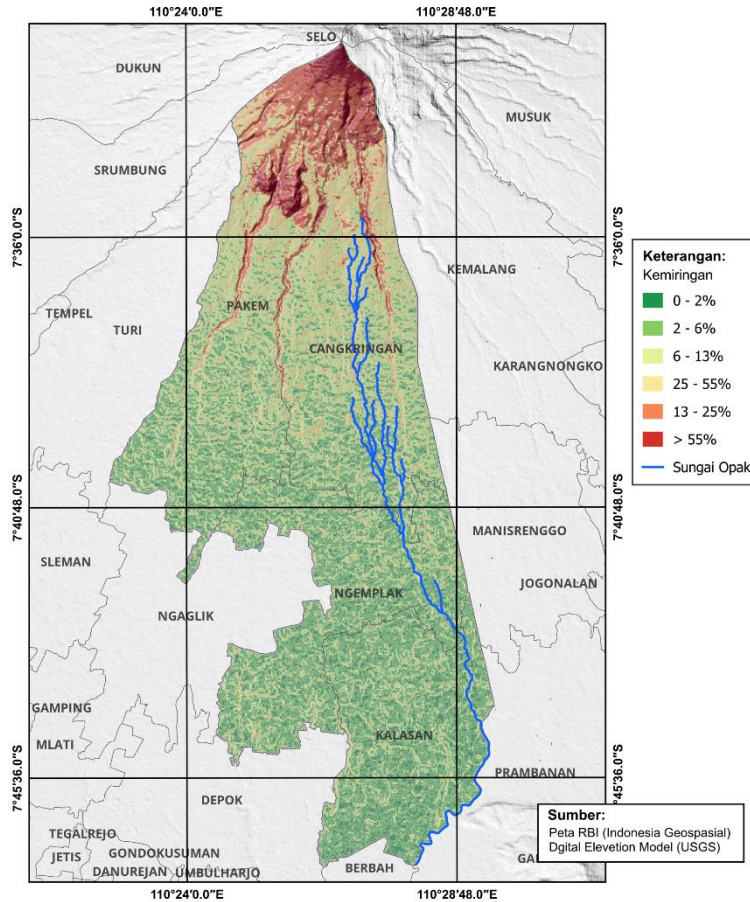 110°24'0.0"E
110°28'48.0"E
SELO
DUKUN
MUSUK
SRUMBUNG
7°36'0.0"S
7°36'0.0"S
KEMALANG
TEMPEL
TURI
PAKEM
CANGKRINGAN
KARANGNONGKO
Keterangan:
Kemiringan
0 - 2%
2 - 6%
6 - 13%
25 - 55%
13 - 25%
> 55%
Sungai Opak
7°40'48.0"S
7°40'48.0"S
MANISRENGGO
SLEMAN
JOGONALAN
NGEMPLAK
NGAGLIK
GAMPING
MLATI
KALASAN
PRAMBANAN
7°45'36.0"S
7°45'36.0"S
DEPOK
Sumber:
Peta RBI (Indonesia Geospasial)
Dgital Elevetion Model (USGS)
TEGALREJO
JETIS
GONDOKUSUMAN
DANUREJAN
UMBULHARJO
BERBAH
110°24'0.0"E
110°28'48.0"E